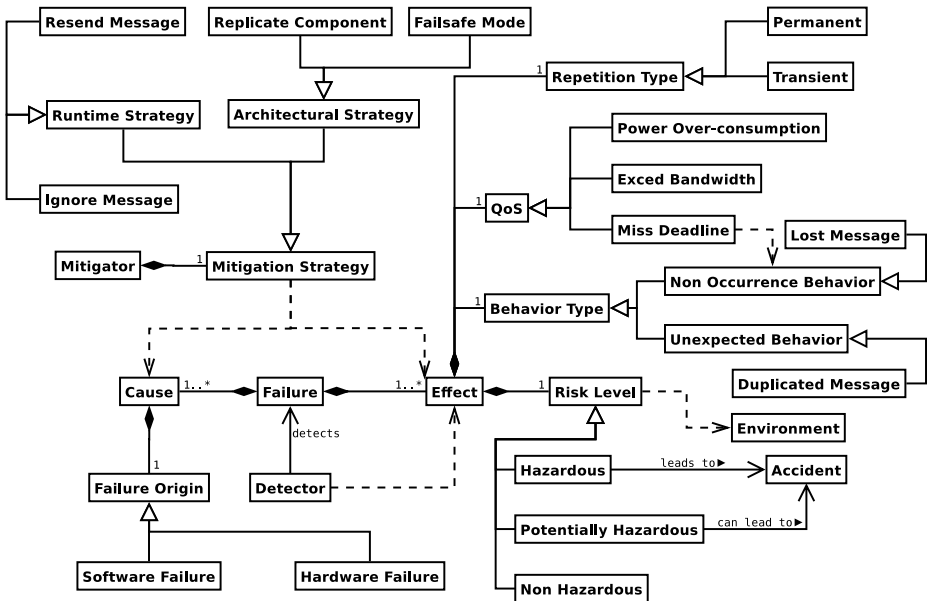 Resend Message
Replicate Component
Failsafe Mode
Permanent
1
Repetition Type
Transient
Runtime Strategy
Architectural Strategy
Power Over-consumption
Exced Bandwidth
Ignore Message
1
QoS
Miss Deadline
Lost Message
Mitigator
1
Mitigation Strategy
Non Occurrence Behavior
1
Behavior Type
Unexpected Behavior
Duplicated Message
Cause
1..*
Failure
1..*
Effect
1
Risk Level
Environment
detects
1
Failure Origin
Detector
Hazardous
leads to ▶
Accident
Potentially Hazardous
can lead to ▶
Software Failure
Hardware Failure
Non Hazardous